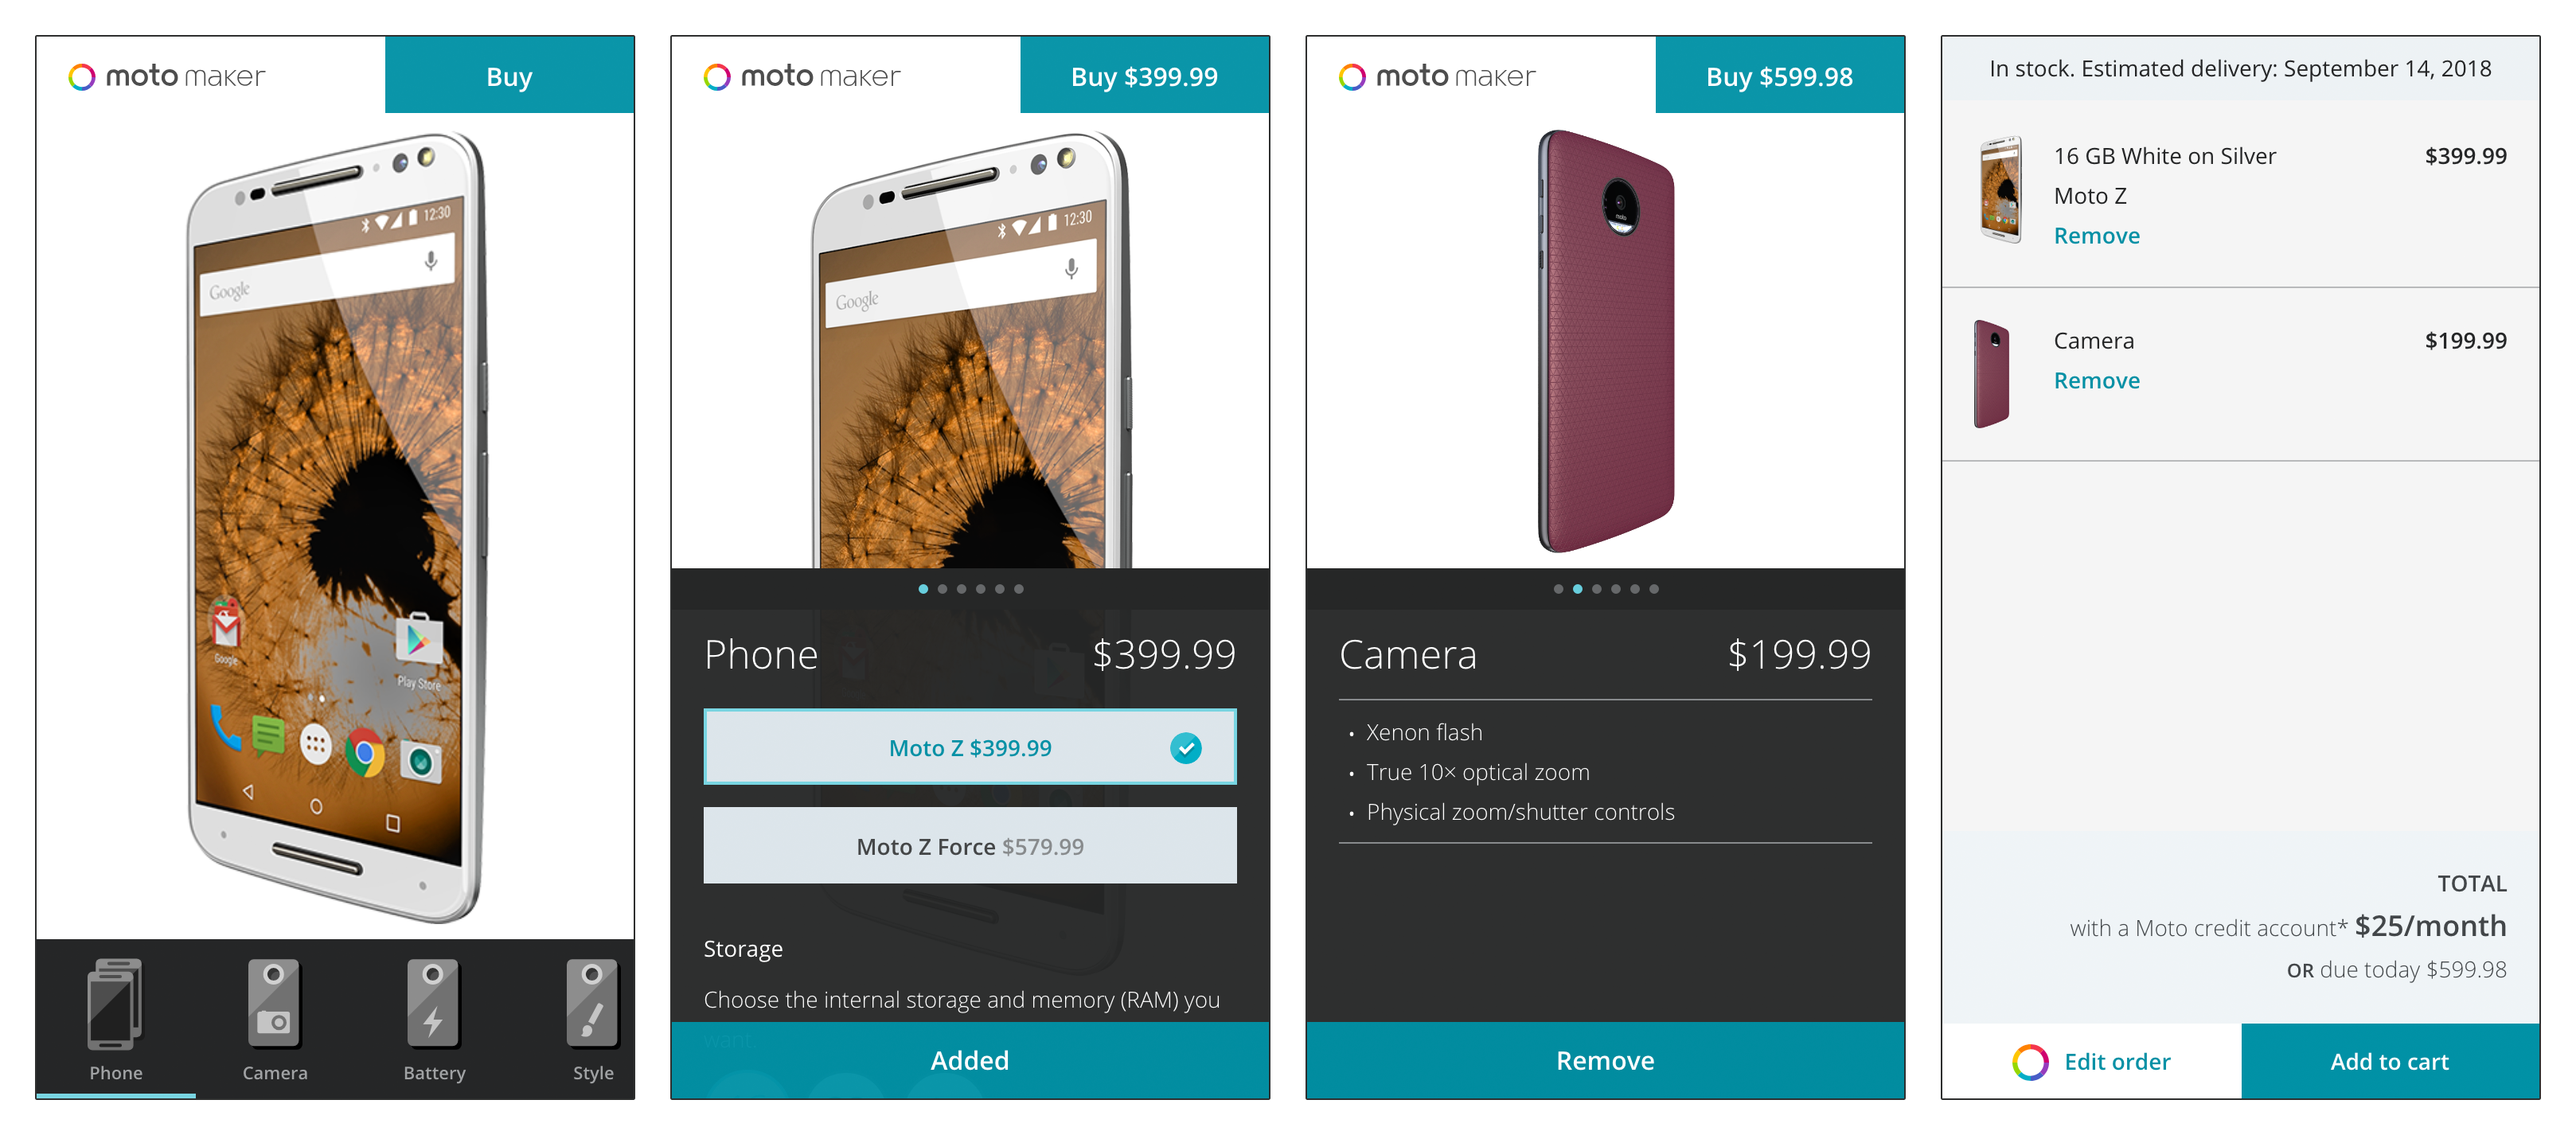 moto maker
Buy
12:30
Google
Google
Play Store
Phone
Camera
Battery
Style
moto maker
Buy $399.99
12:30
Google
Phone
$399.99
Moto Z $399.99
Moto Z Force $579.99
Storage
Choose the internal storage and memory (RAM) you
want
Added
moto maker
Buy $599.98
moto
Camera
$199.99
• Xenon flash
• True 10× optical zoom
• Physical zoom/shutter controls
Remove
In stock. Estimated delivery: September 14, 2018
16 GB White on Silver
$399.99
Moto Z
Remove
Camera
$199.99
Remove
TOTAL
with a Moto credit account* $25/month
OR due today $599.98
Edit order
Add to cart